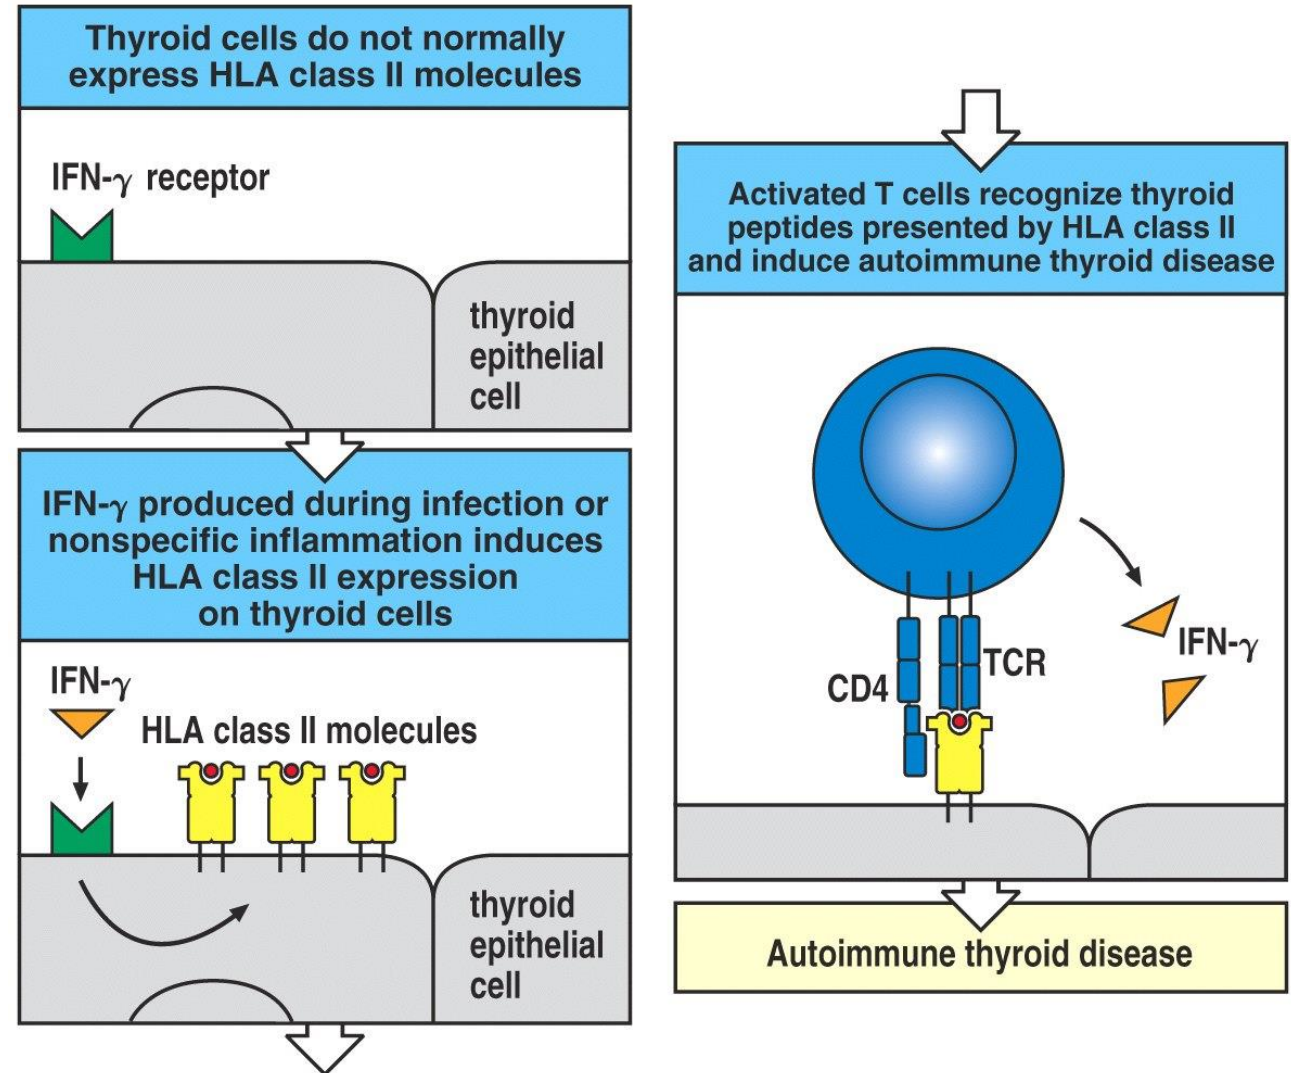 Thyroid cells do not normally
express HLA class II molecules
IFN-γ receptor
thyroid
epithelial
cell
IFN-γ produced during infection or
nonspecific inflammation induces
HLA class II expression
on thyroid cells
IFN-γ
HLA class II molecules
thyroid
epithelial
cell
Activated T cells recognize thyroid
peptides presented by HLA class II
and induce autoimmune thyroid disease
IFN-γ
TCR
CD4
Autoimmune thyroid disease